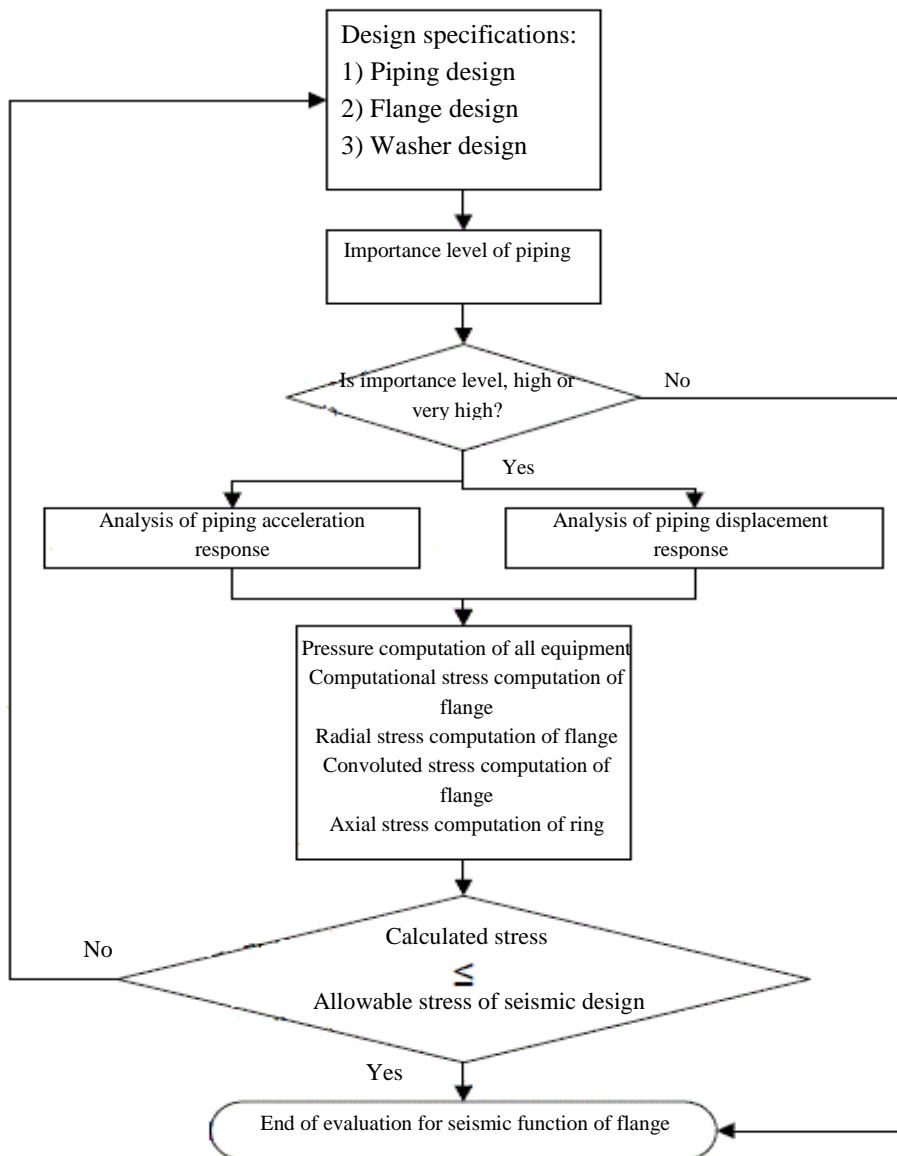 Design specifications:
1) Piping design
2) Flange design
3) Washer design
Importance level of piping
Is importance level, high or
very high?
No
Yes
Analysis of piping acceleration
response
Analysis of piping displacement
response
Pressure computation of all equipment
Computational stress computation of
flange
Radial stress computation of flange
Convoluted stress computation of
flange
Axial stress computation of ring
Calculated stress
≤
Allowable stress of seismic design
No
Yes
End of evaluation for seismic function of flange